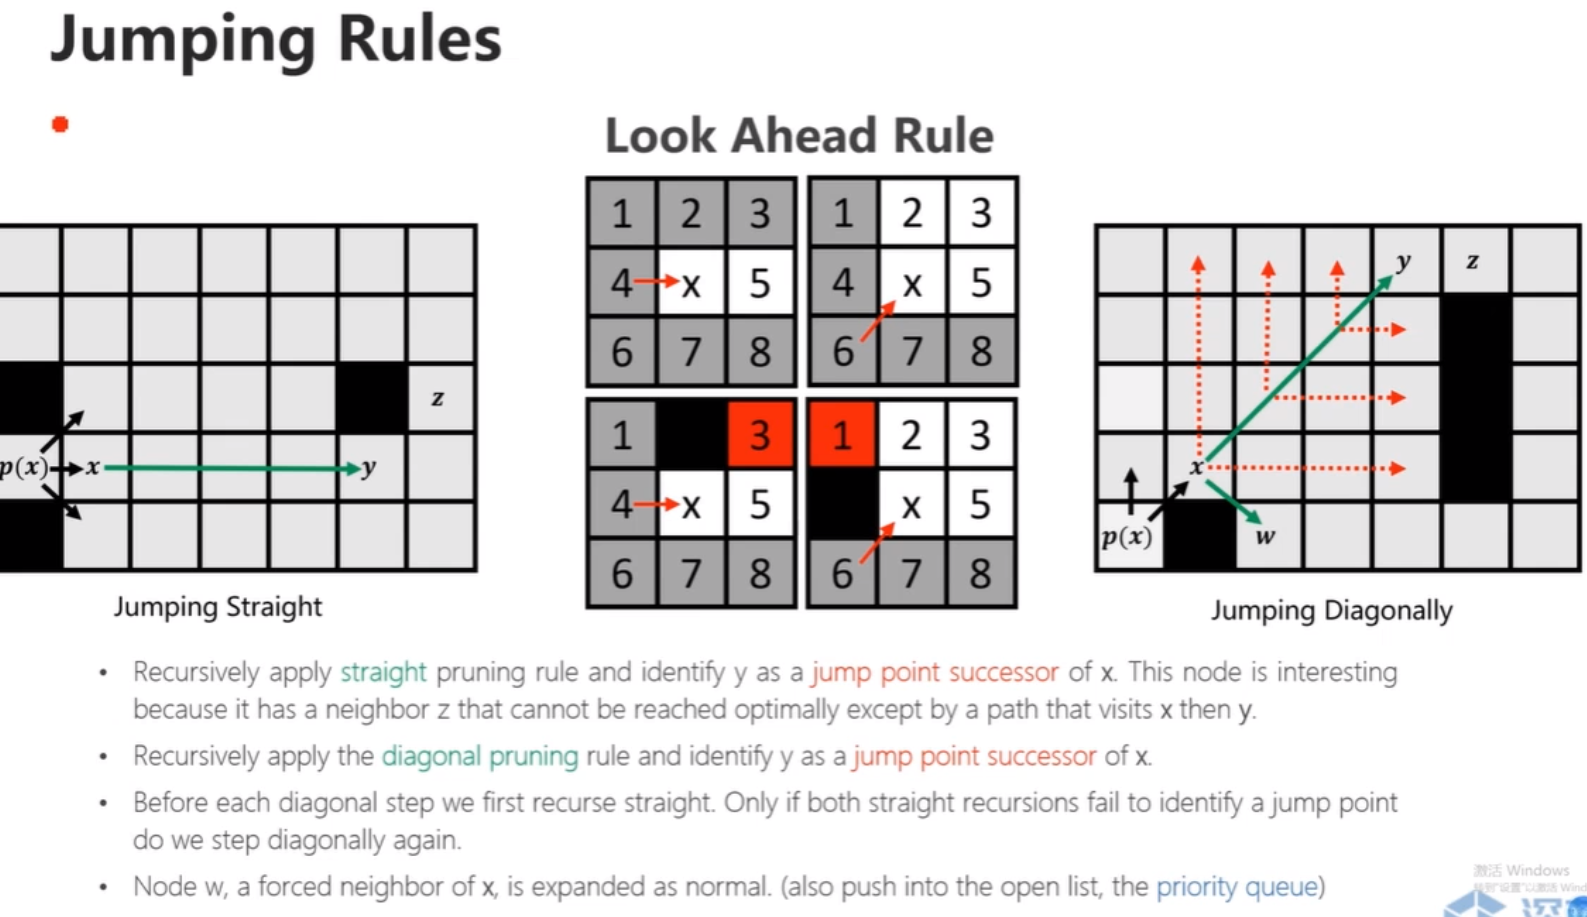 Jumping Rules
Look Ahead Rule
1 2 3
4 x 5
6 7 8
1 2 3
4 x 5
6 7 8
1 3
4 x 5
6 7 8
1 2 3
x 5
6 7 8
z
p(x) x y
Jumping Straight
y z
x
p(x) w
Jumping Diagonally
• Recursively apply straight pruning rule and identify y as a jump point successor of x. This node is interesting
because it has a neighbor z that cannot be reached optimally except by a path that visits x then y.
• Recursively apply the diagonal pruning rule and identify y as a jump point successor of x.
• Before each diagonal step we first recurse straight. Only if both straight recursions fail to identify a jump point
do we step diagonally again.
• Node w, a forced neighbor of x, is expanded as normal. (also push into the open list, the priority queue)
激活 Windows